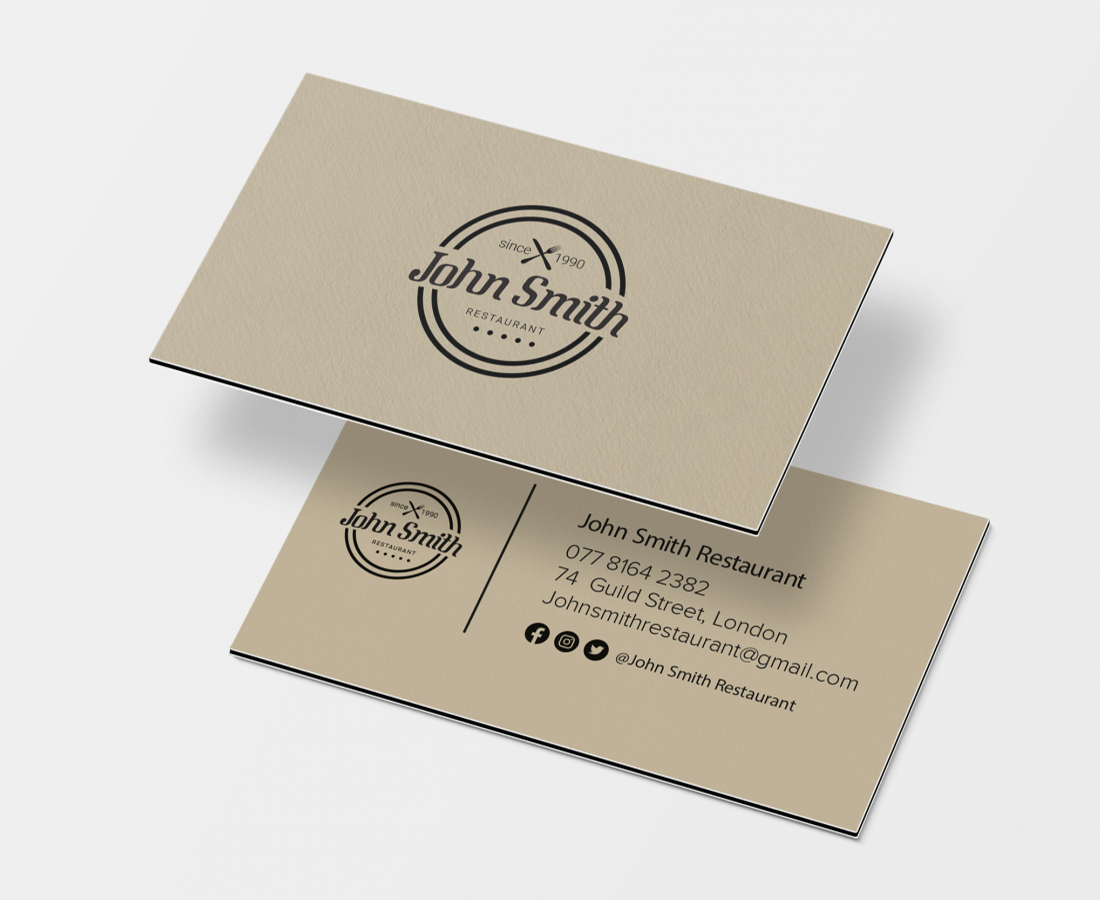 since 1990
John Smith
RESTAURANT
since 1990
John Smith
RESTAURANT
John Smith Restaurant
077 8164 2382
74 Guild Street, London
Johnsmithrestaurant@gmail.com
@John Smith Restaurant